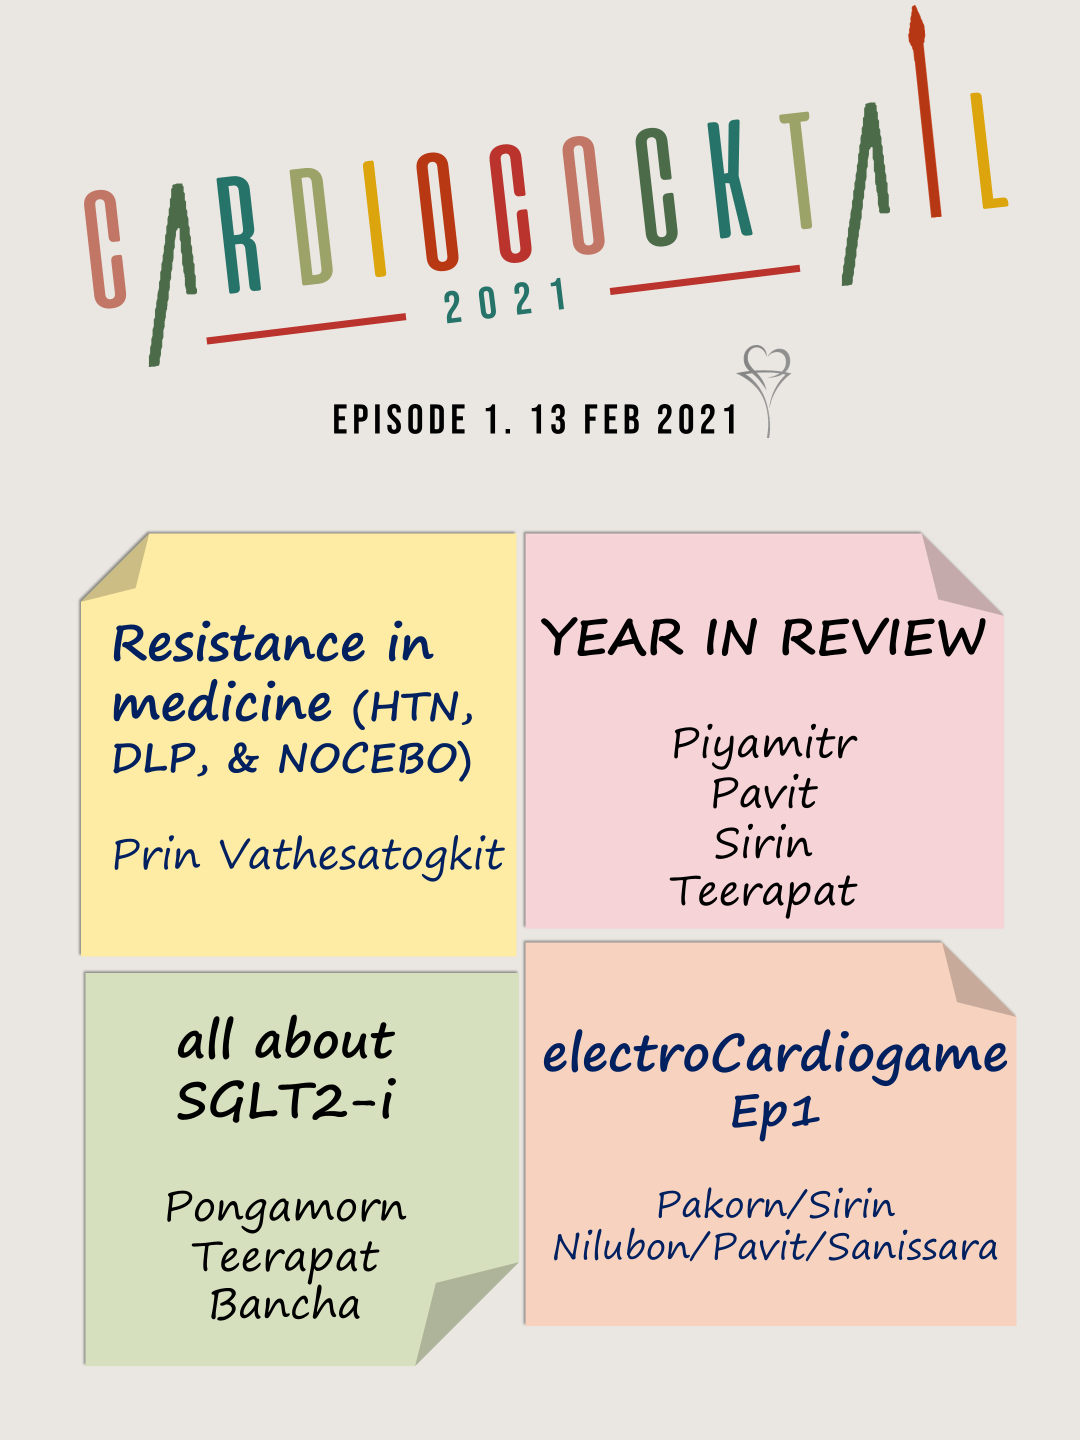 CARDIOCOCKTAIL
2021
EPISODE 1. 13 FEB 2021
Resistance in
medicine (HTN,
DLP, & NOCEBO)
Prin Vathesatogkit
YEAR IN REVIEW
Piyamitr
Pavit
Sirin
Teerapat
all about
SGLT2-i
Pongamorn
Teerapat
Bancha
electroCardiogame
Ep1
Pakorn/Sirin
Nilubon/Pavit/Sanissara